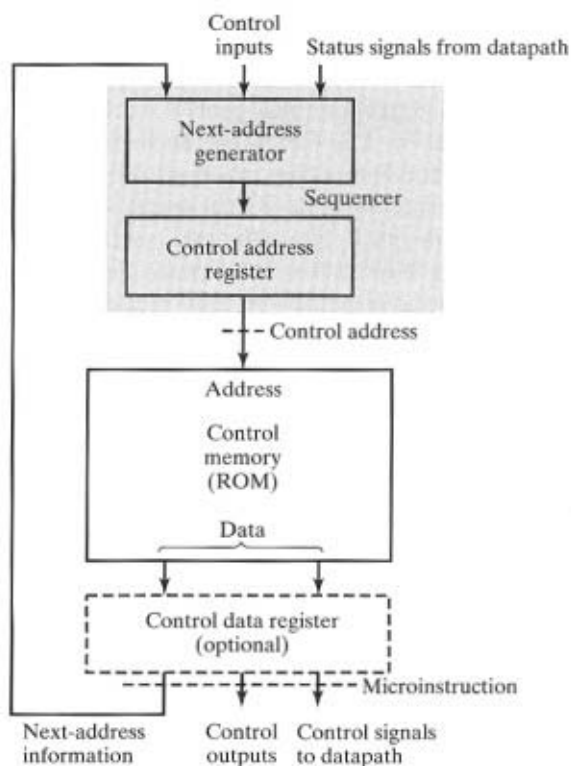 Control
inputs
Status signals from datapath
Next-address
generator
Sequencer
Control address
register
Control address
Address
Control
memory
(ROM)
Data
Control data register
(optional)
Microinstruction
Next-address
information
Control
outputs
Control signals
to datapath